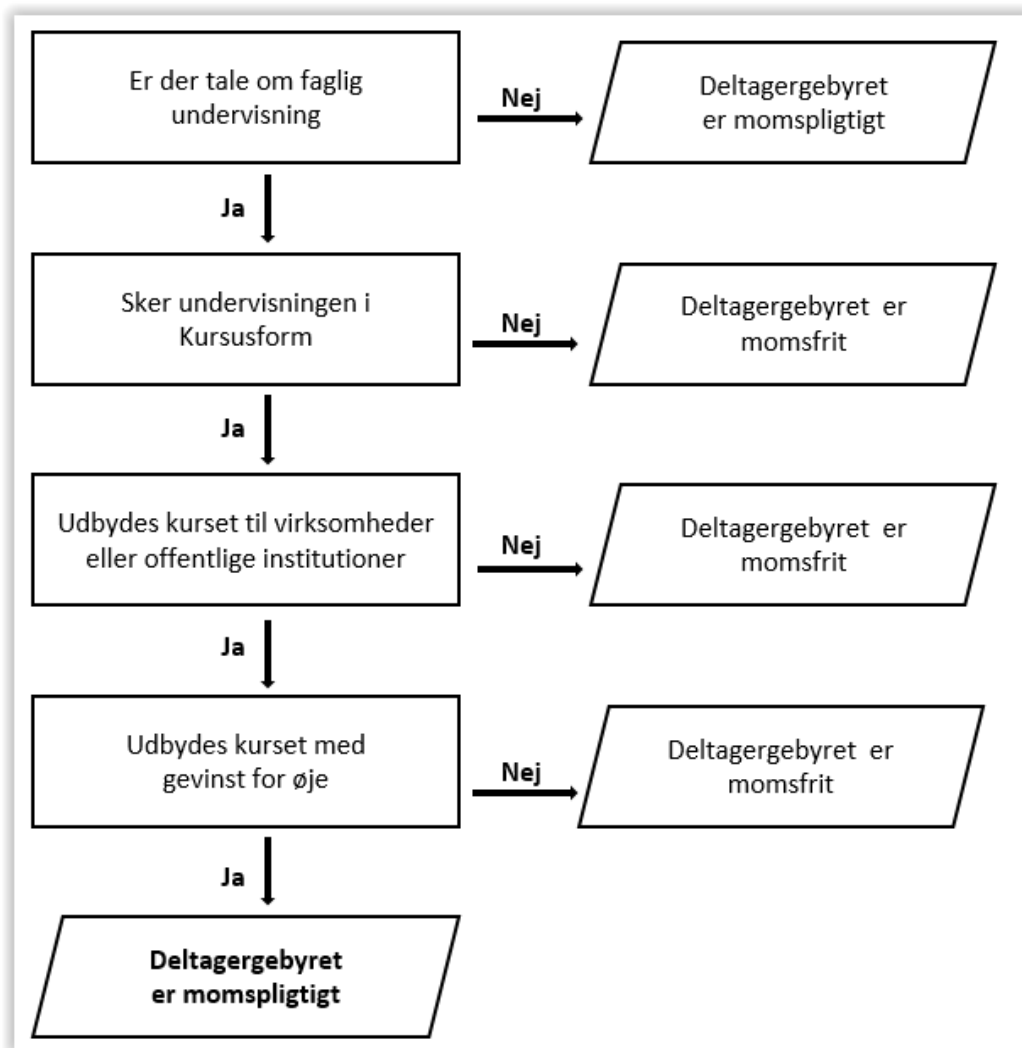 Er der tale om faglig
undervisning
Nej
Deltagergebyret
er momspligtigt
Ja
Sker undervisningen i
Kursusform
Nej
Deltagergebyret er
momsfrit
Ja
Udbydes kurset til virksomheder
eller offentlige institutioner
Nej
Deltagergebyret er
momsfrit
Ja
Udbydes kurset med
gevinst for øje
Nej
Deltagergebyret er
momsfrit
Ja
Deltagergebyret
er momspligtigt